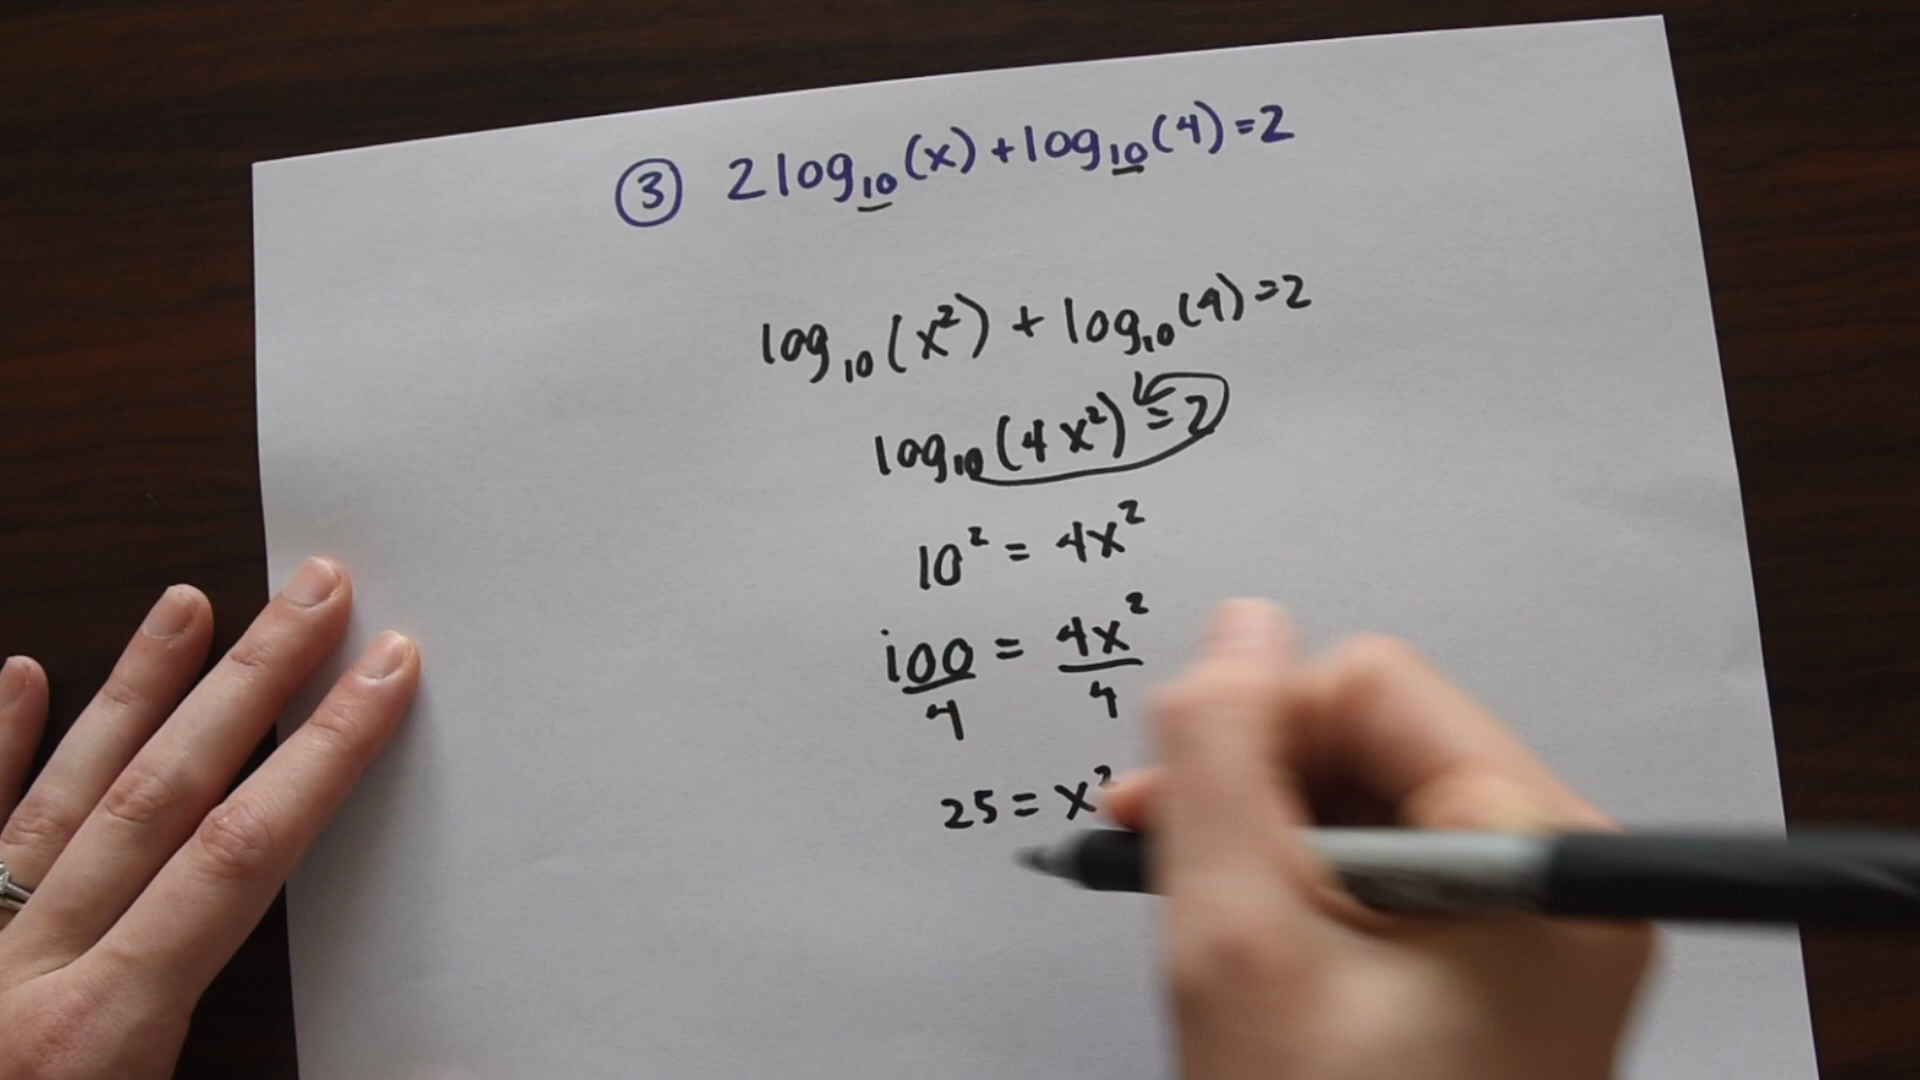 ③ 2log₁₀(x)+log₁₀(4)=2
log₁₀(x²)+log₁₀(4)=2
log₁₀(4x²)=2
10²=4x²
100/4=4x²/4
25=x²